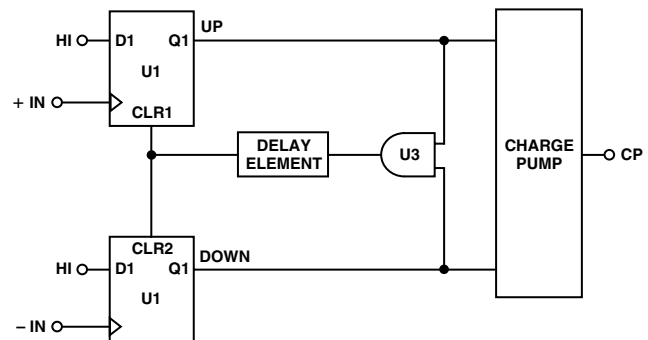 UP
HI D1 Q1
U1
+ IN
CLR1
DELAY
ELEMENT
U3
CHARGE
PUMP
CP
CLR2
DOWN
HI D1 Q1
U1
– IN